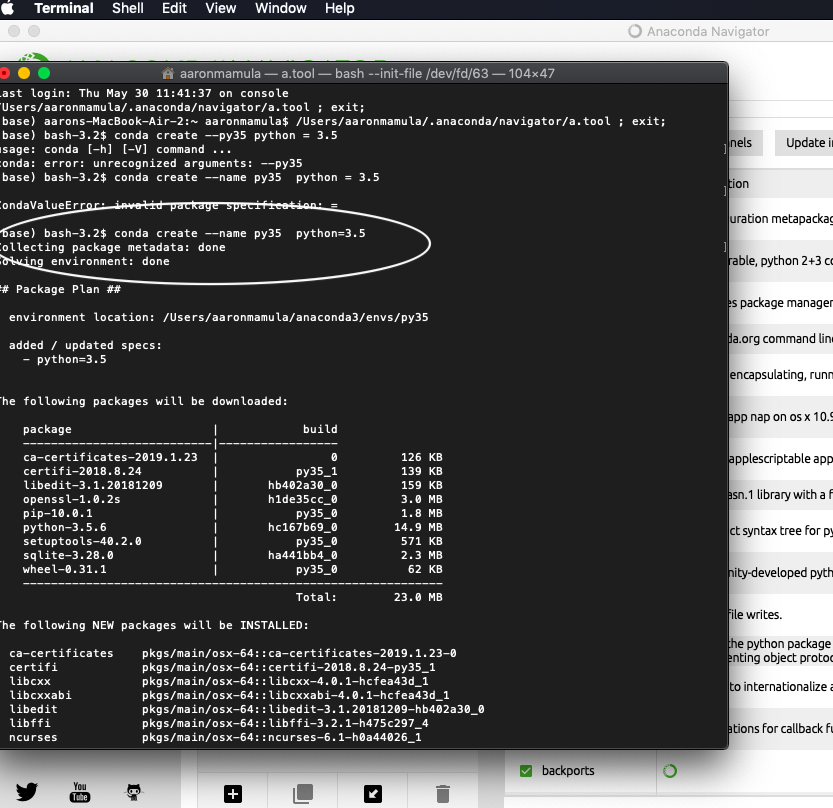 Terminal Shell Edit View Window Help
Anaconda Navigator
aaronmamula — a.tool — bash --init-file /dev/fd/63 — 104×47
ast login: Thu May 30 11:41:37 on console
/Users/aaronmamula/.anaconda/navigator/a.tool ; exit;
(base) aarons-MacBook-Air-2:~ aaronmamula$ /Users/aaronmamula/.anaconda/navigator/a.tool ; exit;
(base) bash-3.2$ conda create --py35 python = 3.5
usage: conda [-h] [-V] command ...
conda: error: unrecognized arguments: --py35
(base) bash-3.2$ conda create --name py35  python = 3.5
CondaValueError: invalid package specification: =
(base) bash-3.2$ conda create --name py35  python=3.5
Collecting package metadata: done
Solving environment: done
## Package Plan ##
environment location: /Users/aaronmamula/anaconda3/envs/py35
added / updated specs:
- python=3.5
The following packages will be downloaded:
package | build
---------------------------|-----------------
ca-certificates-2019.1.23 | 0 126 KB
certifi-2018.8.24 | py35_1 139 KB
libedit-3.1.20181209 | hb402a30_0 159 KB
openssl-1.0.2s | h1de35cc_0 3.0 MB
pip-10.0.1 | py35_0 1.8 MB
python-3.5.6 | hc167b69_0 14.9 MB
setuptools-40.2.0 | py35_0 571 KB
sqlite-3.28.0 | ha441bb4_0 2.3 MB
wheel-0.31.1 | py35_0 62 KB
------------------------------------------------------------
Total: 23.0 MB
The following NEW packages will be INSTALLED:
ca-certificates pkgs/main/osx-64::ca-certificates-2019.1.23-0
certifi pkgs/main/osx-64::certifi-2018.8.24-py35_1
libcxx pkgs/main/osx-64::libcxx-4.0.1-hcfea43d_1
libcxxabi pkgs/main/osx-64::libcxxabi-4.0.1-hcfea43d_1
libedit pkgs/main/osx-64::libedit-3.1.20181209-hb402a30_0
libffi pkgs/main/osx-64::libffi-3.2.1-h475c297_4
ncurses pkgs/main/osx-64::ncurses-6.1-h0a44026_1
nnels Update i
tion
uration metapackag
rable, python 2+3 co
es package manager
da.org command line
encapsulating, runn
app nap on os x 10.9
applescriptable app
asn.1 library with a f
ct syntax tree for py
nity-developed pyth
file writes.
the python package
enting object protoc
to internationalize a
ations for callback fu
backports
You Tube